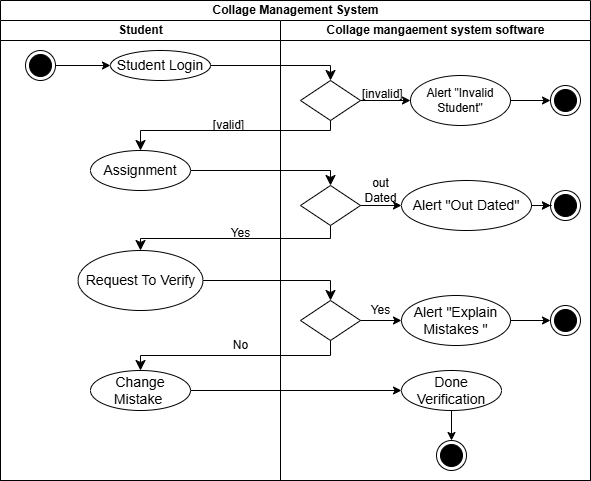 Collage Management System
Student
Collage mangaement system software
Student Login
[invalid]
Alert "Invalid
Student"
[valid]
Assignment
out
Dated
Alert "Out Dated"
Yes
Request To Verify
Yes
Alert "Explain
Mistakes "
No
Change
Mistake
Done
Verification